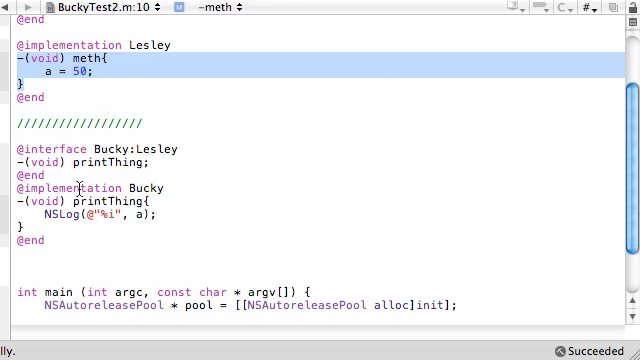 BuckyTest2.m:10 M -meth C #
@end
@implementation Lesley
-(void) meth{
a = 50;
}
@end
//////////////////
@interface Bucky:Lesley
-(void) printThing;
@end
@implementation Bucky
-(void) printThing{
NSLog(@"%i", a);
}
@end
int main (int argc, const char * argv[]) {
NSAutoreleasePool * pool = [[NSAutoreleasePool alloc]init];
lly. Succeeded